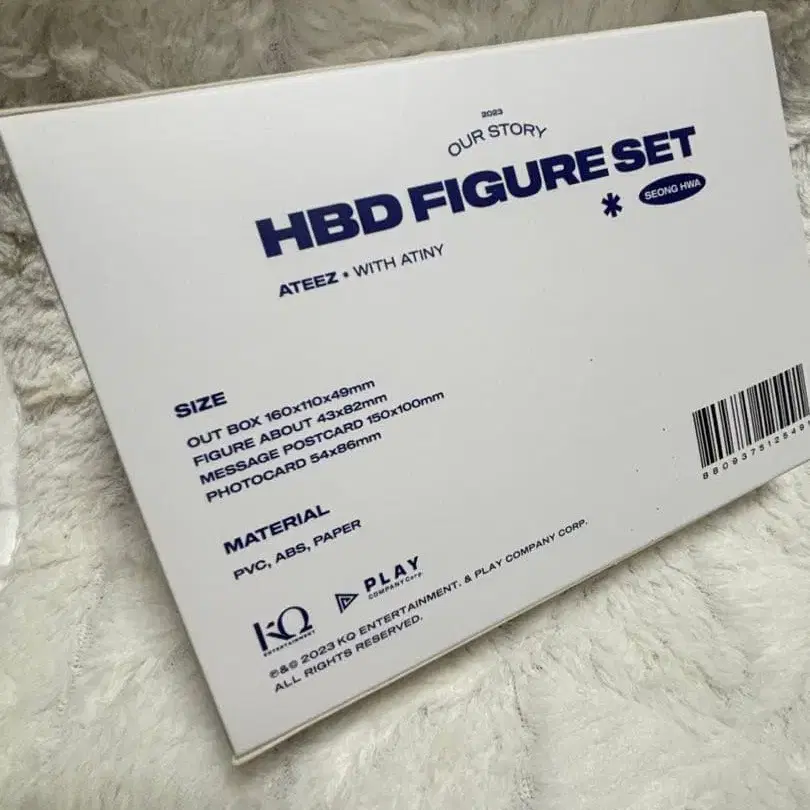 2023
OUR STORY
HBD FIGURE SET
* SEONG HWA
ATEEZ • WITH ATINY
SIZE
OUT BOX 160x110x49mm
FIGURE ABOUT 43x82mm
MESSAGE POSTCARD 150x100mm
PHOTOCARD 54x86mm
MATERIAL
PVC, ABS, PAPER
8809375125491
KQ
ENTERTAINMENT
PLAY
COMPANY Corp.
℗&© 2023 KQ ENTERTAINMENT. & PLAY COMPANY CORP.
ALL RIGHTS RESERVED.